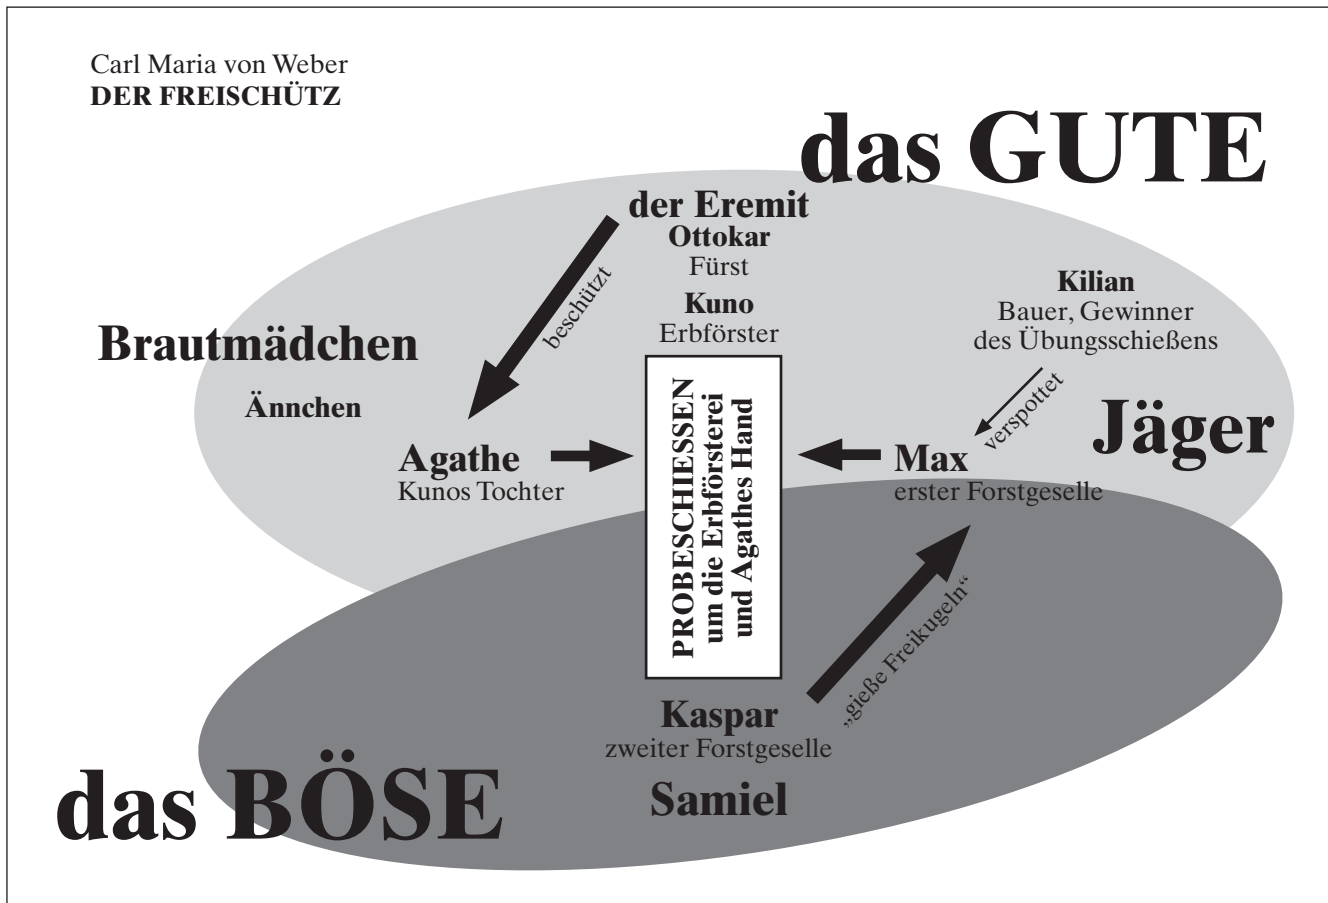 Carl Maria von Weber
DER FREISCHÜTZ
das GUTE
der Eremit
Ottokar
Fürst
Kuno
Erbförster
beschützt
Kilian
Bauer, Gewinner
des Übungsschießens
verspottet
Brautmädchen
Ännchen
Jäger
Agathe
Kunos Tochter
PROBESCHIESSEN
um die Erbförsterei
und Agathes Hand
Max
erster Forstgeselle
„gieße Freikugeln“
Kaspar
zweiter Forstgeselle
Samiel
das BÖSE